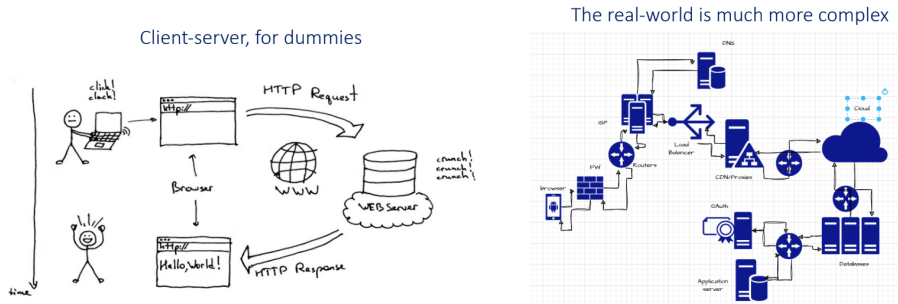 Client-server, for dummies
click!
clack!
http://
HTTP Request
Browser
WWW
crunch!
crunch!
crunch!
WEB Server
http://
Hello, World!
HTTP Response
time
The real-world is much more complex
DNS
ISP
Load
Balancer
Routers
CDN/Proxies
Cloud
FW
browser
OAuth
Databases
Application
server